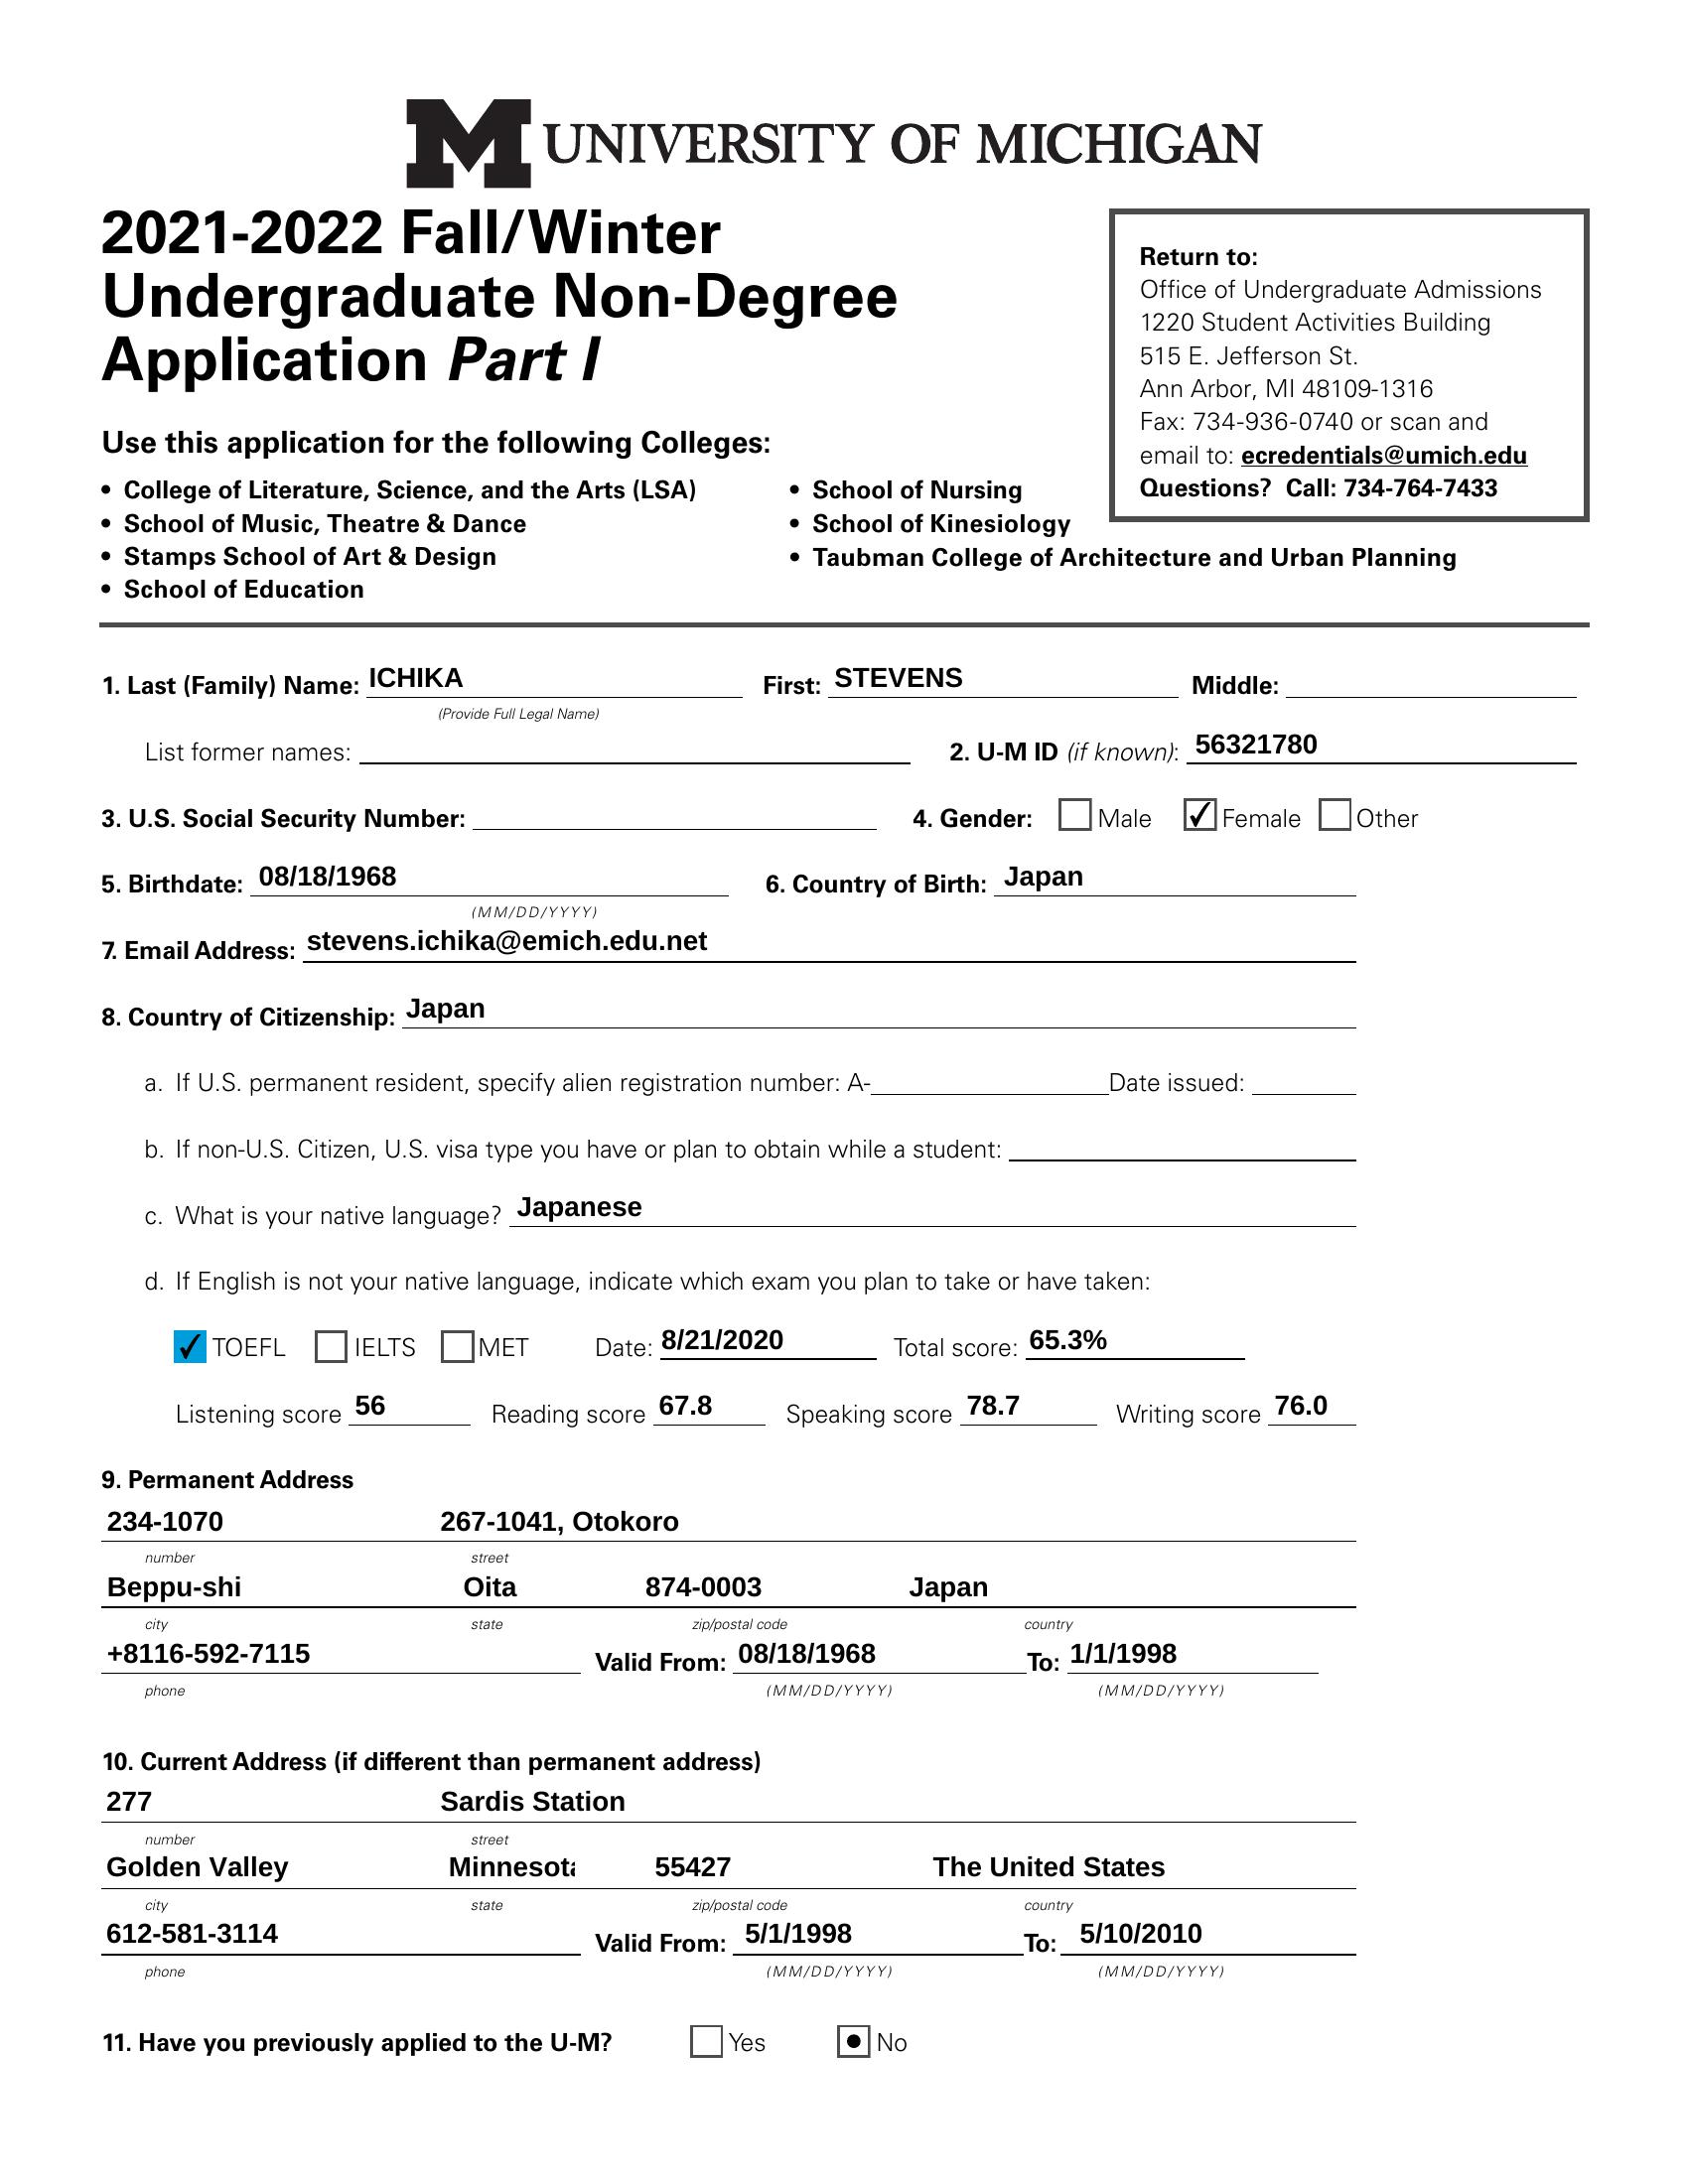 M UNIVERSITY OF MICHIGAN
2021-2022 Fall/Winter
Undergraduate Non-Degree
Application Part I
Return to:
Office of Undergraduate Admissions
1220 Student Activities Building
515 E. Jefferson St.
Ann Arbor, MI 48109-1316
Fax: 734-936-0740 or scan and
email to: ecredentials@umich.edu
Questions? Call: 734-764-7433
Use this application for the following Colleges:
• College of Literature, Science, and the Arts (LSA)
• School of Music, Theatre & Dance
• Stamps School of Art & Design
• School of Education
• School of Nursing
• School of Kinesiology
• Taubman College of Architecture and Urban Planning
1. Last (Family) Name: ICHIKA First: STEVENS Middle:
(Provide Full Legal Name)
List former names: 2. U-M ID (if known): 56321780
3. U.S. Social Security Number: 4. Gender: Male ✓ Female Other
5. Birthdate: 08/18/1968 6. Country of Birth: Japan
(MM/DD/YYYY)
7. Email Address: stevens.ichika@emich.edu.net
8. Country of Citizenship: Japan
a. If U.S. permanent resident, specify alien registration number: A- Date issued:
b. If non-U.S. Citizen, U.S. visa type you have or plan to obtain while a student:
c. What is your native language? Japanese
d. If English is not your native language, indicate which exam you plan to take or have taken:
✓ TOEFL IELTS MET Date: 8/21/2020 Total score: 65.3%
Listening score 56 Reading score 67.8 Speaking score 78.7 Writing score 76.0
9. Permanent Address
234-1070 267-1041, Otokoro
number street
Beppu-shi Oita 874-0003 Japan
city state zip/postal code country
+8116-592-7115 Valid From: 08/18/1968 To: 1/1/1998
phone (MM/DD/YYYY) (MM/DD/YYYY)
10. Current Address (if different than permanent address)
277 Sardis Station
number street
Golden Valley Minnesota 55427 The United States
city state zip/postal code country
612-581-3114 Valid From: 5/1/1998 To: 5/10/2010
phone (MM/DD/YYYY) (MM/DD/YYYY)
11. Have you previously applied to the U-M? Yes No